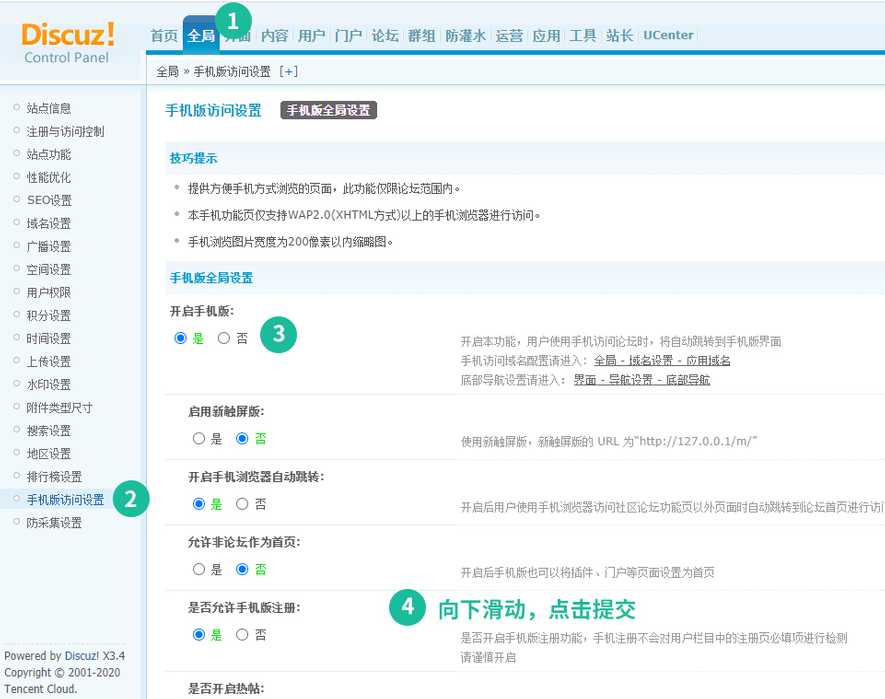 Discuz!
Control Panel
首页 全局 界面 内容 用户 门户 论坛 群组 防灌水 运营 应用 工具 站长 UCenter
1
全局 » 手机版访问设置 [+]
站点信息
注册与访问控制
站点功能
性能优化
SEO设置
域名设置
广播设置
空间设置
用户权限
积分设置
时间设置
上传设置
水印设置
附件类型尺寸
搜索设置
地区设置
排行榜设置
手机版访问设置
2
防采集设置
Powered by Discuz! X3.4
Copyright © 2001-2020
Tencent Cloud.
手机版访问设置 手机版全局设置
技巧提示
提供方便手机方式浏览的页面，此功能仅限论坛范围内。
本手机功能页仅支持WAP2.0(XHTML方式)以上的手机浏览器进行访问。
手机浏览图片宽度为200像素以内缩略图。
手机版全局设置
开启手机版:
是 否
3
开启本功能，用户使用手机访问论坛时，将自动跳转到手机版界面
手机访问域名配置请进入：全局 - 域名设置 - 应用域名
底部导航设置请进入：界面 - 导航设置 - 底部导航
启用新触屏版:
是 否
使用新触屏版，新触屏版的 URL 为"http://127.0.0.1/m/"
开启手机浏览器自动跳转:
是 否
开启后用户使用手机浏览器访问社区论坛功能页以外页面时自动跳转到论坛首页进行访
允许非论坛作为首页:
是 否
开启后手机版也可以将插件、门户等页面设置为首页
是否允许手机版注册:
是 否
4 向下滑动，点击提交
是否开启手机版注册功能，手机注册不会对用户栏目中的注册页必填项进行检测
请谨慎开启
是否开启热帖: